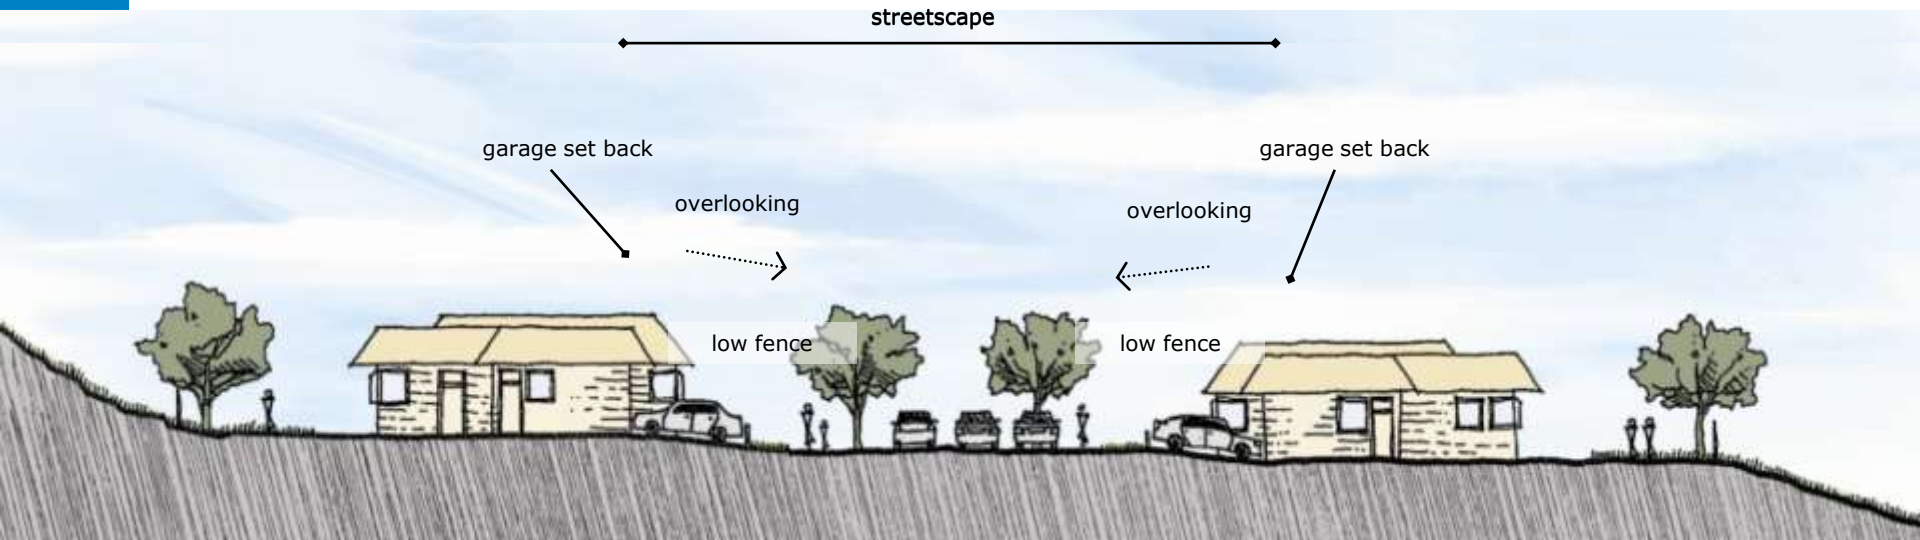 streetscape
garage set back
garage set back
overlooking
overlooking
low fence
low fence